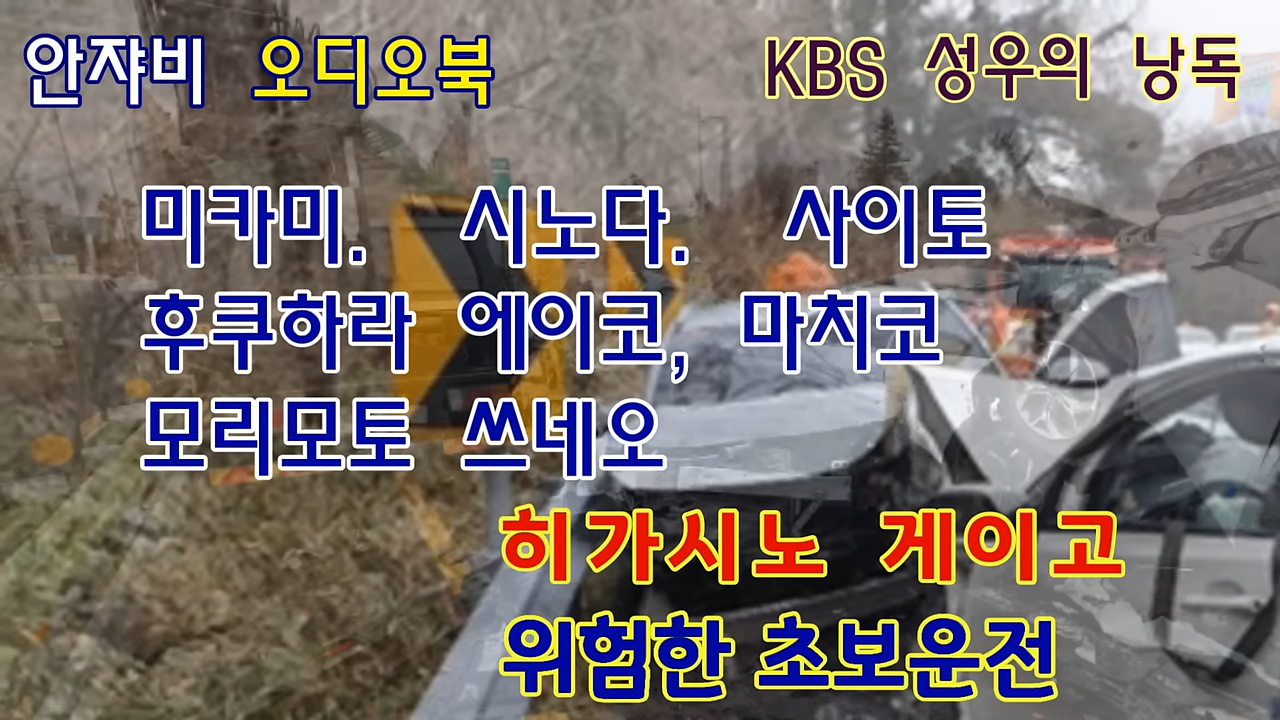 안쟈비 오디오북
KBS 성우의 낭독
미카미. 시노다. 사이토
후쿠하라 에이코, 마치코
모리모토 쓰네오
히가시노 게이고
위험한 초보운전